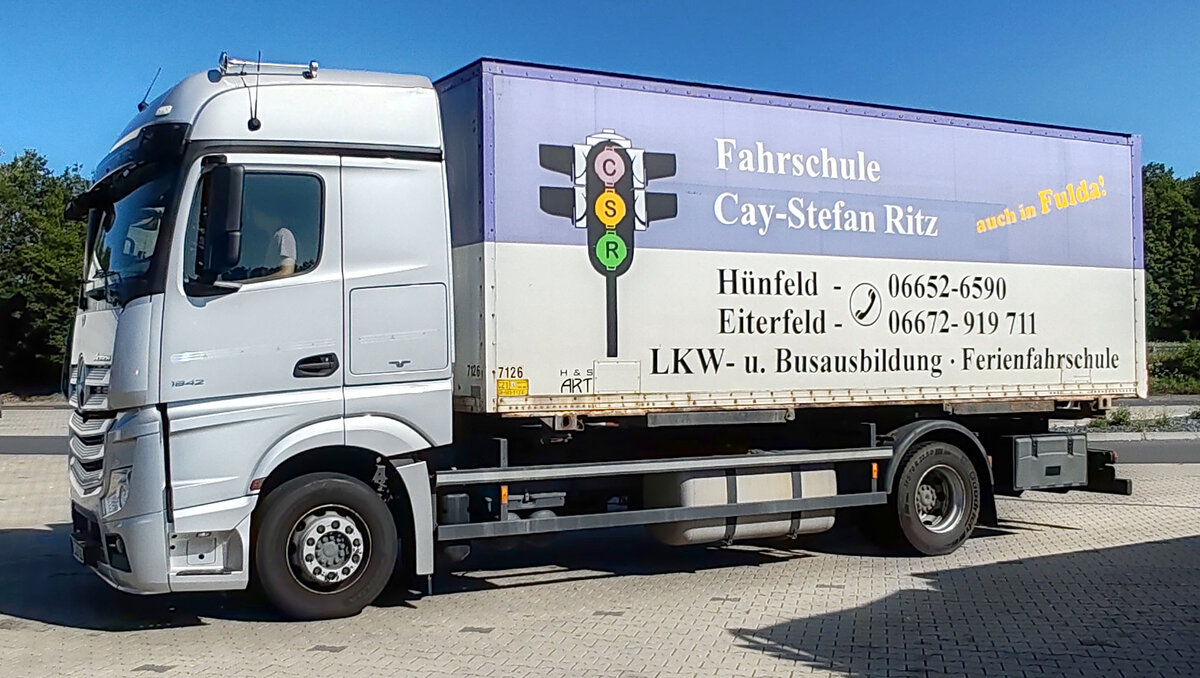 Fahrschule
Cay-Stefan Ritz
auch in Fulda!
C
S
R
Hünfeld - 06652-6590
Eiterfeld - 06672-919 711
LKW- u. Busausbildung · Ferienfahrschule
7126
7126
H & S
ART
1842